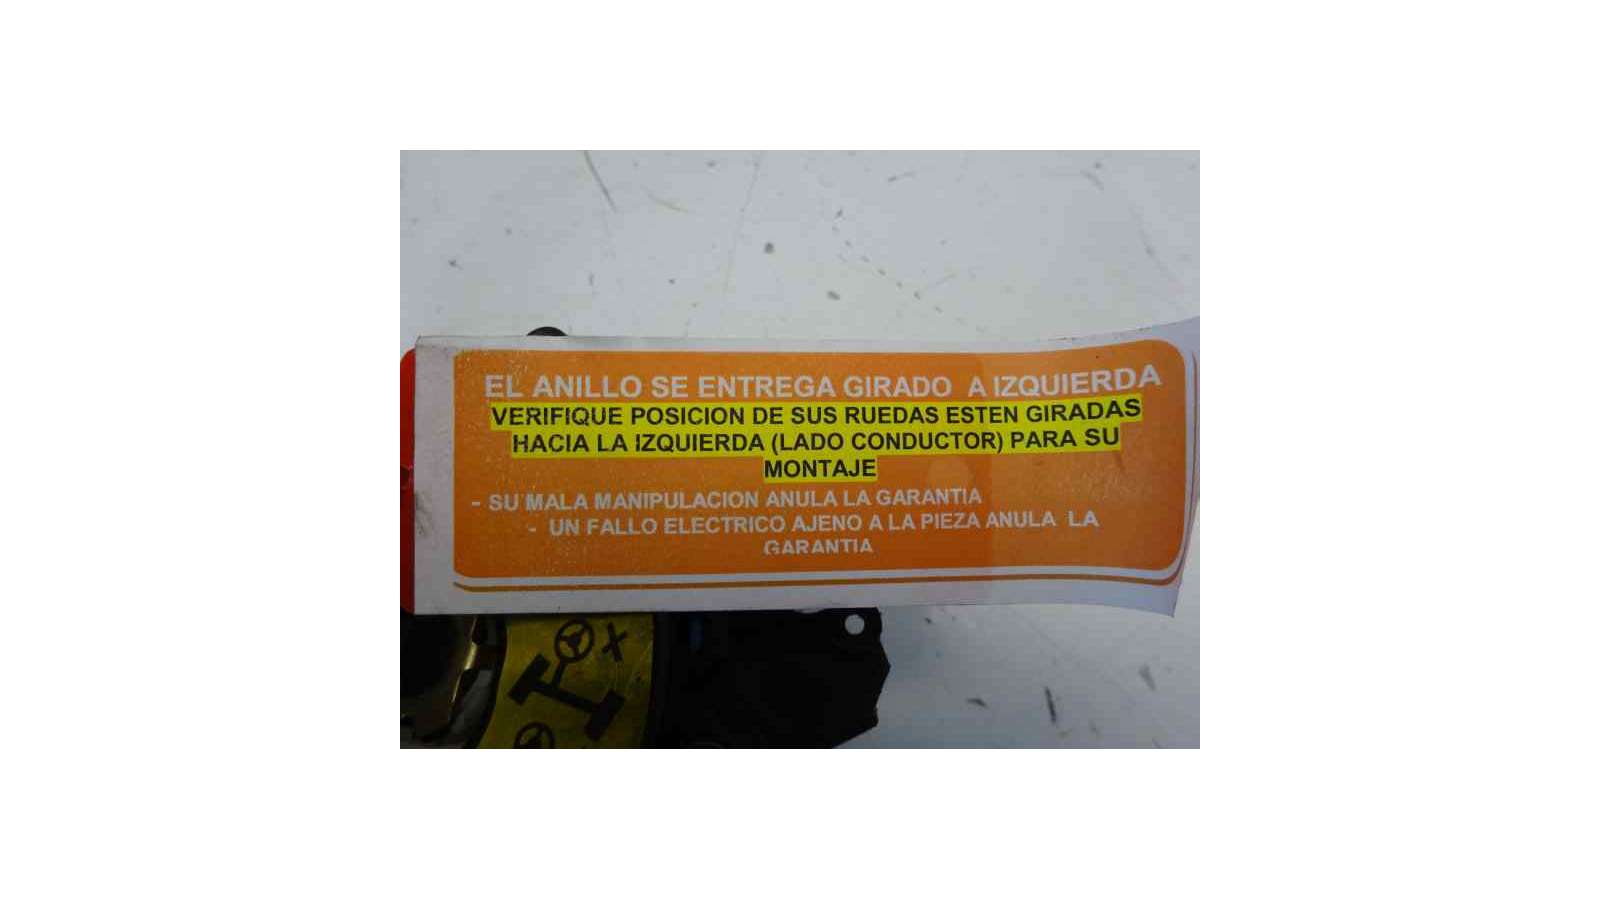 EL ANILLO SE ENTREGA GIRADO A IZQUIERDA
VERIFIQUE POSICION DE SUS RUEDAS ESTEN GIRADAS
HACIA LA IZQUIERDA (LADO CONDUCTOR) PARA SU
MONTAJE
- SU MALA MANIPULACION ANULA LA GARANTIA
- UN FALLO ELECTRICO AJENO A LA PIEZA ANULA LA
GARANTIA
X